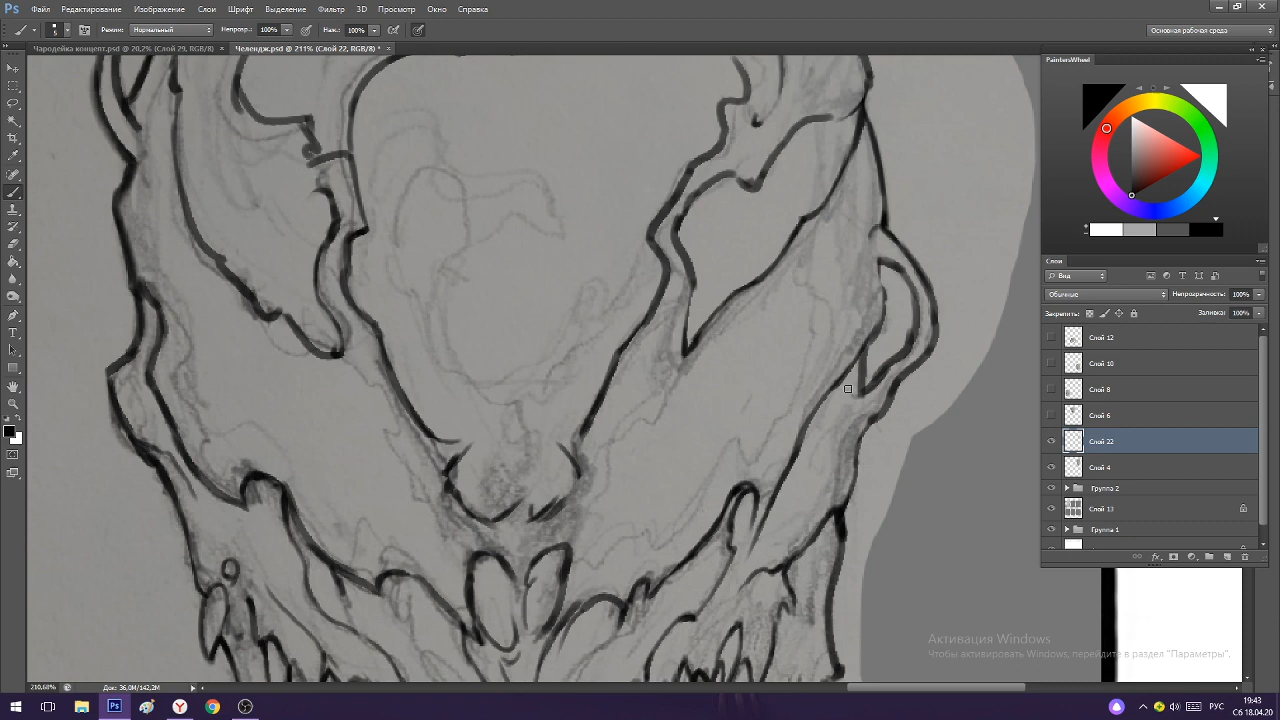 Ps Файл Редактирование Изображение Слои Шрифт Выделение Фильтр 3D Просмотр Окно Справка
5 Режим: Нормальный Непрозр.: 100% Наж.: 100% Основная рабочая среда
Чародейка концепт.psd @ 20,2% (Слой 29, RGB/8) × Челендж.psd @ 211% (Слой 22, RGB/8) * ×
PaintersWheel
Слои
Вид
Обычные Непрозрачность: 100%
Закрепить: Заливка: 100%
Слой 12
Слой 10
Слой 8
Слой 6
Слой 22
Слой 4
Группа 2
Слой 13
Группа 1
Активация Windows
Чтобы активировать Windows, перейдите в раздел "Параметры".
210,68% Док: 36,0M/142,2M
РУС
19:43
Сб 18.04.20